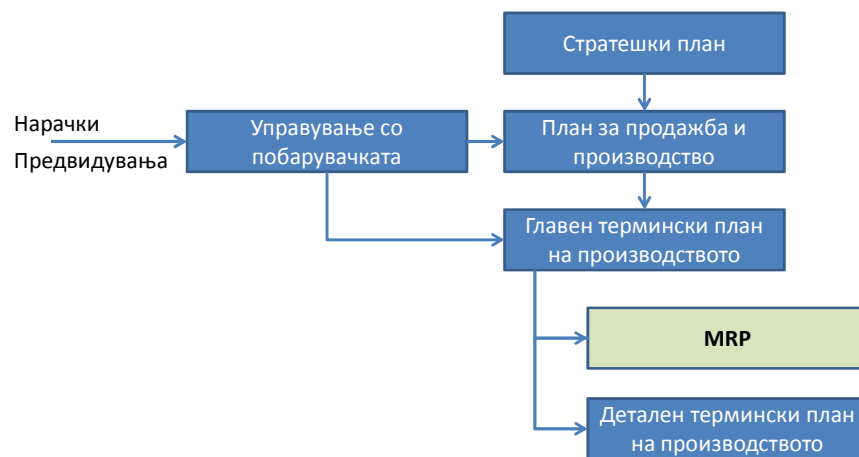 Стратешки план
Нарачки
Предвидувања
Управување со
побарувачката
План за продажба и
производство
Главен термински план
на производството
MRP
Детален термински план
на производството